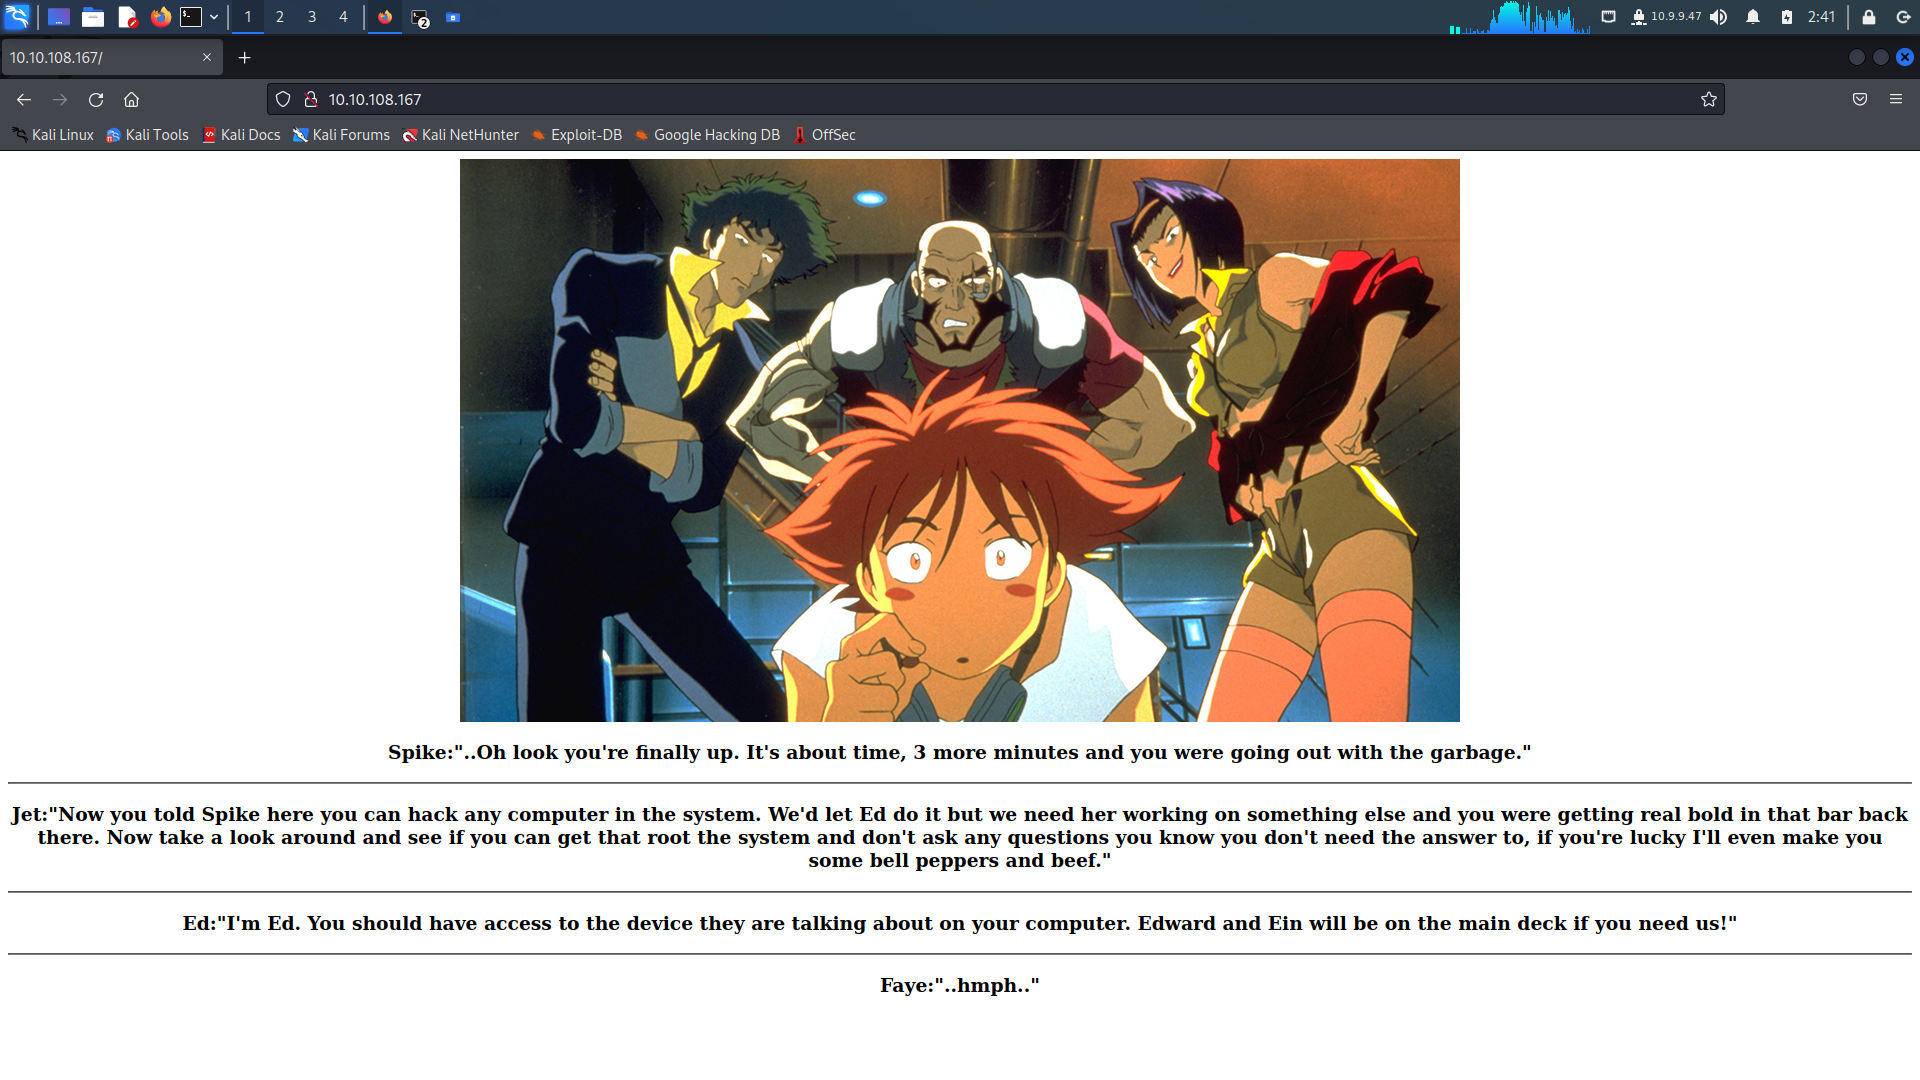 1 2 3 4 2 10.9.9.47 2:41
10.10.108.167/
10.10.108.167
Kali Linux Kali Tools Kali Docs Kali Forums Kali NetHunter Exploit-DB Google Hacking DB OffSec
Spike:"..Oh look you're finally up. It's about time, 3 more minutes and you were going out with the garbage."
Jet:"Now you told Spike here you can hack any computer in the system. We'd let Ed do it but we need her working on something else and you were getting real bold in that bar back
there. Now take a look around and see if you can get that root the system and don't ask any questions you know you don't need the answer to, if you're lucky I'll even make you
some bell peppers and beef."
Ed:"I'm Ed. You should have access to the device they are talking about on your computer. Edward and Ein will be on the main deck if you need us!"
Faye:"..hmph.."